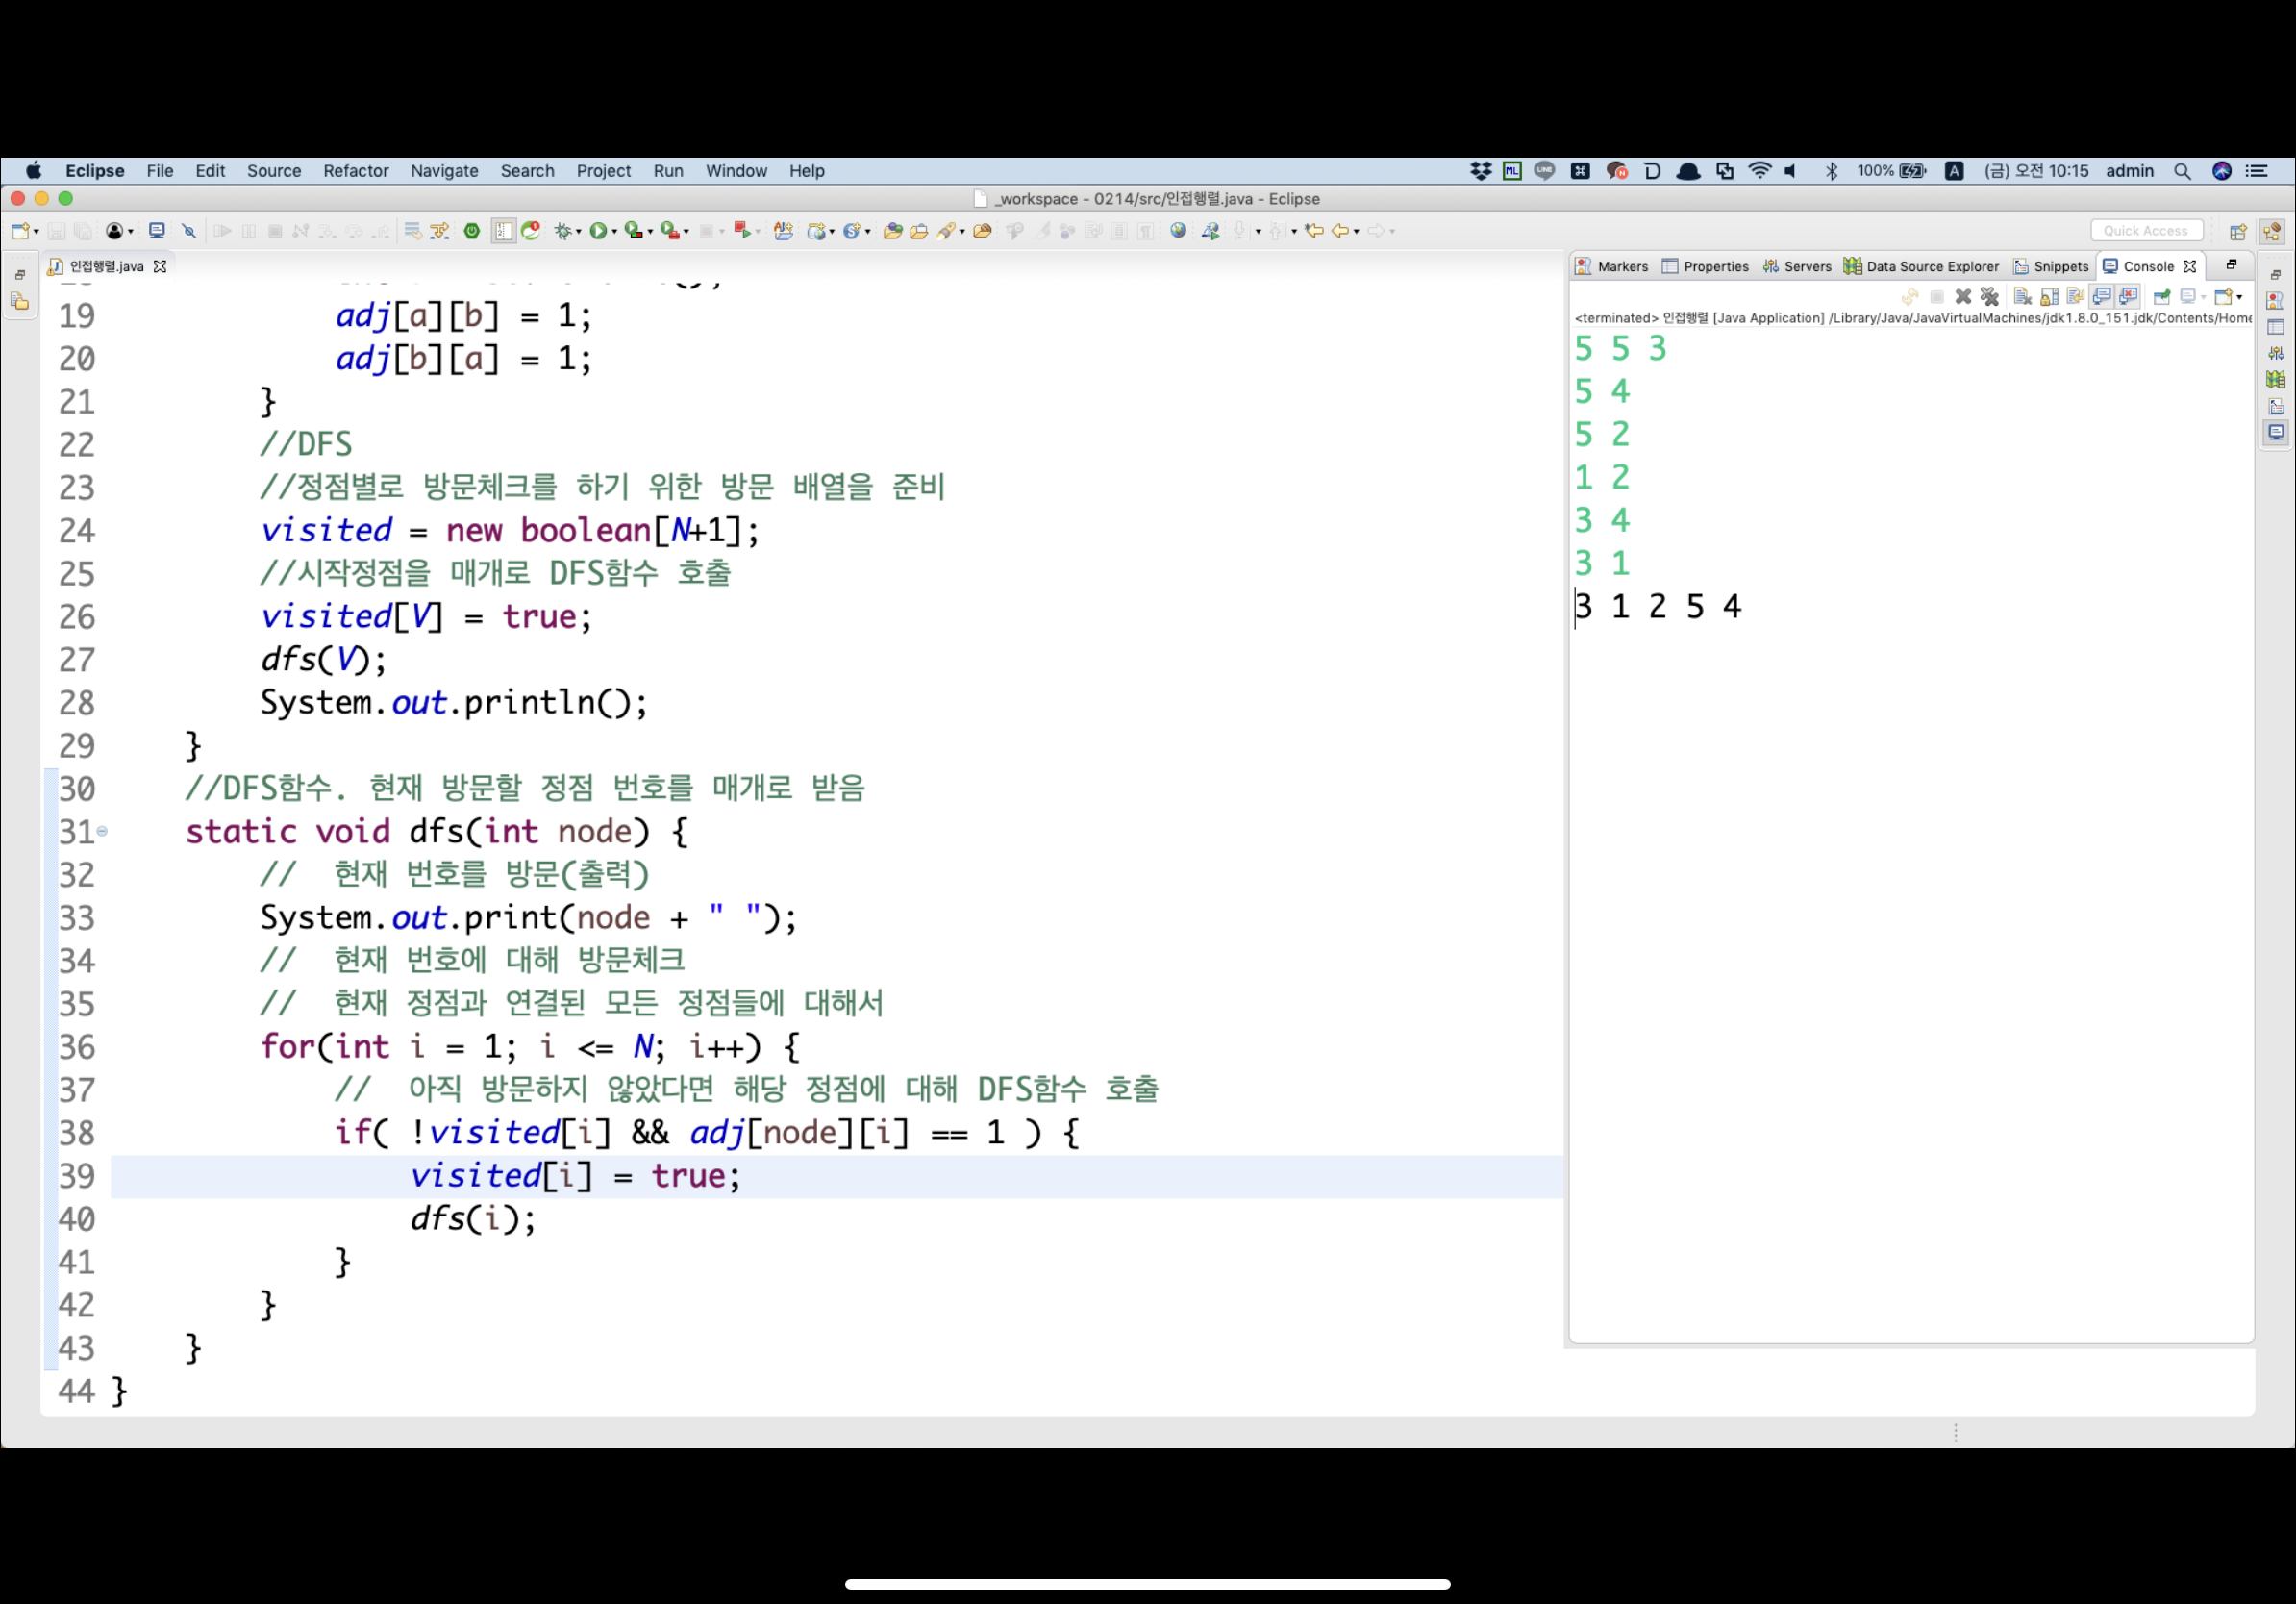 Eclipse File Edit Source Refactor Navigate Search Project Run Window Help 100% A (금) 오전 10:15 admin
_workspace - 0214/src/인접행렬.java - Eclipse
Quick Access
인접행렬.java
19 adj[a][b] = 1;
20 adj[b][a] = 1;
21 }
22 //DFS
23 //정점별로 방문체크를 하기 위한 방문 배열을 준비
24 visited = new boolean[N+1];
25 //시작정점을 매개로 DFS함수 호출
26 visited[V] = true;
27 dfs(V);
28 System.out.println();
29 }
30 //DFS함수. 현재 방문할 정점 번호를 매개로 받음
31 static void dfs(int node) {
32 // 현재 번호를 방문(출력)
33 System.out.print(node + " ");
34 // 현재 번호에 대해 방문체크
35 // 현재 정점과 연결된 모든 정점들에 대해서
36 for(int i = 1; i <= N; i++) {
37 // 아직 방문하지 않았다면 해당 정점에 대해 DFS함수 호출
38 if( !visited[i] && adj[node][i] == 1 ) {
39 visited[i] = true;
40 dfs(i);
41 }
42 }
43 }
44 }
Markers Properties Servers Data Source Explorer Snippets Console
<terminated> 인접행렬 [Java Application] /Library/Java/JavaVirtualMachines/jdk1.8.0_151.jdk/Contents/Home
5 5 3
5 4
5 2
1 2
3 4
3 1
3 1 2 5 4